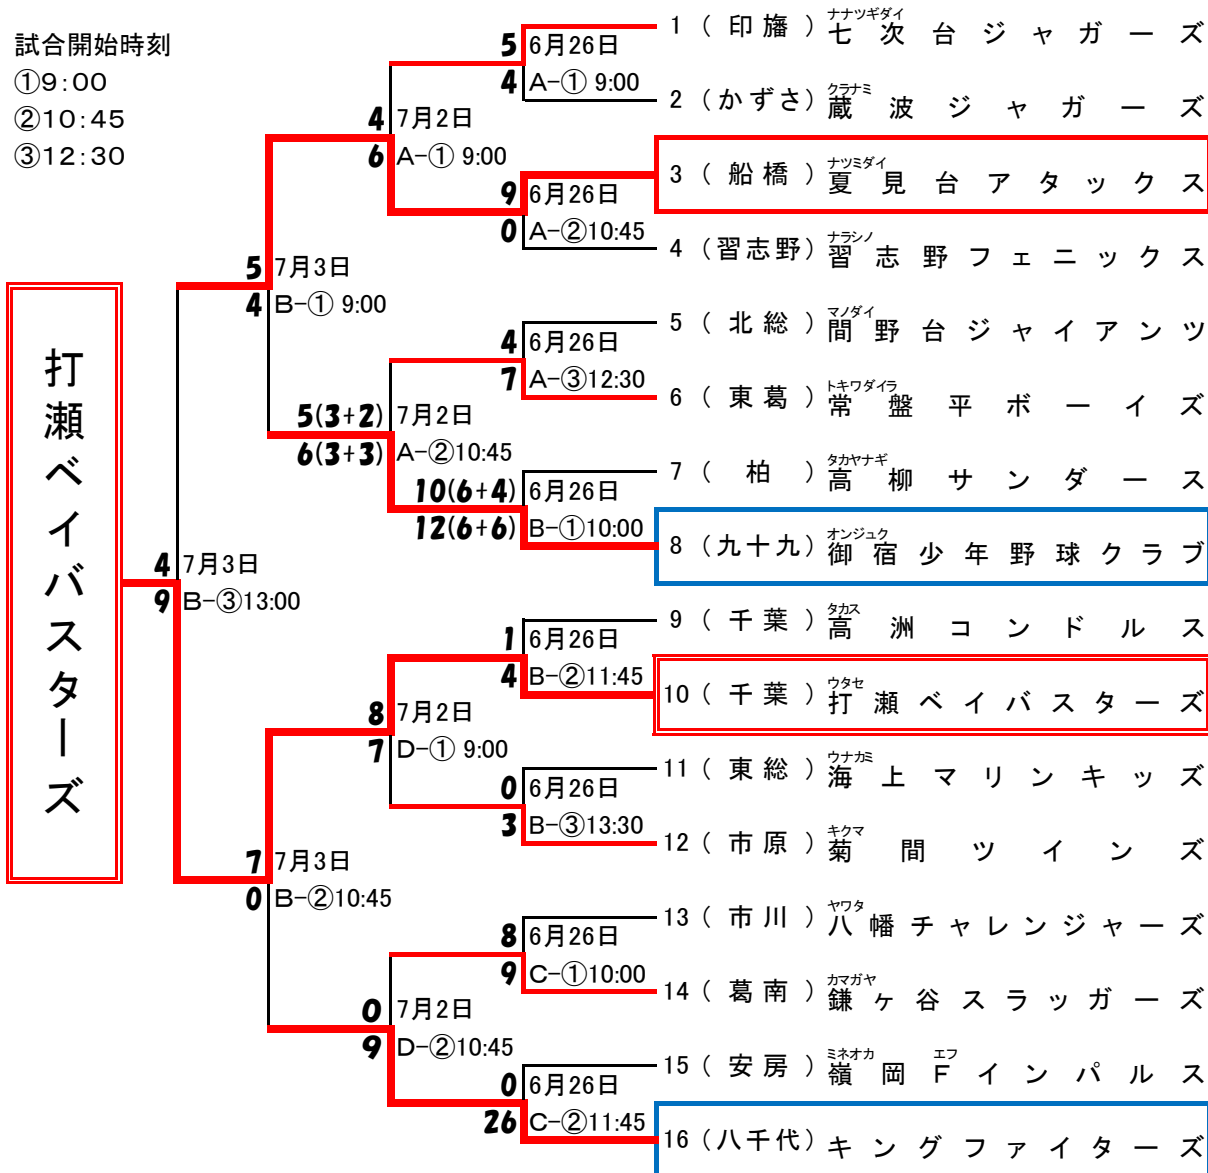 試合開始時刻
①9:00
②10:45
③12:30
打瀬ベイバスターズ
1 ( 印旛 ) 七次台ジャガーズ
ナナツギダイ
5 6月26日
4 A-① 9:00
2 (かずさ) 蔵波ジャガーズ
クラナミ
4 7月2日
6 A-① 9:00
3 ( 船橋 ) 夏見台アタックス
ナツミダイ
9 6月26日
0 A-②10:45
4 (習志野) 習志野フェニックス
ナラシノ
5 7月3日
4 B-① 9:00
5 ( 北総 ) 間野台ジャイアンツ
マノダイ
4 6月26日
7 A-③12:30
6 ( 東葛 ) 常盤平ボーイズ
トキワダイラ
5(3+2) 7月2日
6(3+3) A-②10:45
7 ( 柏 ) 高柳サンダース
タカヤナギ
10(6+4) 6月26日
12(6+6) B-①10:00
8 (九十九) 御宿少年野球クラブ
オンジュク
4 7月3日
9 B-③13:00
9 ( 千葉 ) 高洲コンドルス
タカス
1 6月26日
4 B-②11:45
10 ( 千葉 ) 打瀬ベイバスターズ
ウタセ
8 7月2日
7 D-① 9:00
11 ( 東総 ) 海上マリンキッズ
ウナカミ
0 6月26日
3 B-③13:30
12 ( 市原 ) 菊間ツインズ
キクマ
7 7月3日
0 B-②10:45
13 ( 市川 ) 八幡チャレンジャーズ
ヤワタ
8 6月26日
9 C-①10:00
14 ( 葛南 ) 鎌ヶ谷スラッガーズ
カマガヤ
0 7月2日
9 D-②10:45
15 ( 安房 ) 嶺岡Fインパルス
ミネオカ エフ
0 6月26日
26 C-②11:45
16 (八千代) キングファイターズ